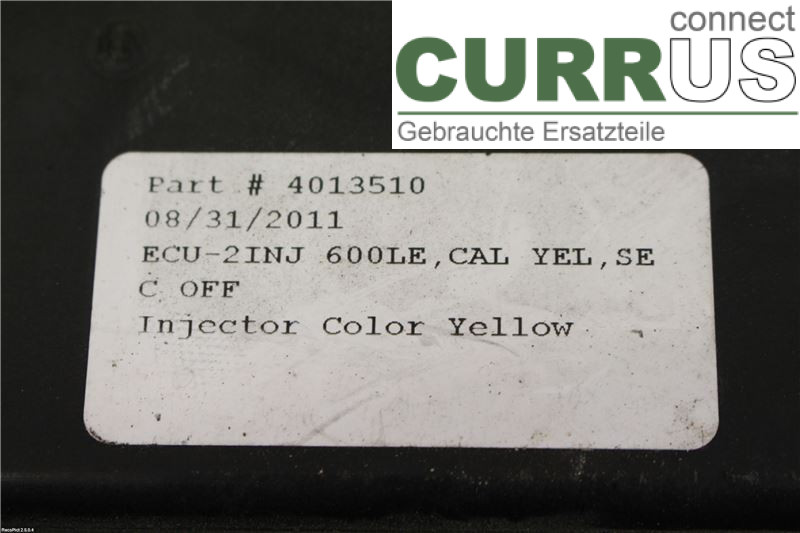 connect
CURRUS
Gebrauchte Ersatzteile
Part # 4013510
08/31/2011
ECU-2INJ 600LE,CAL YEL,SE
C OFF
Injector Color Yellow